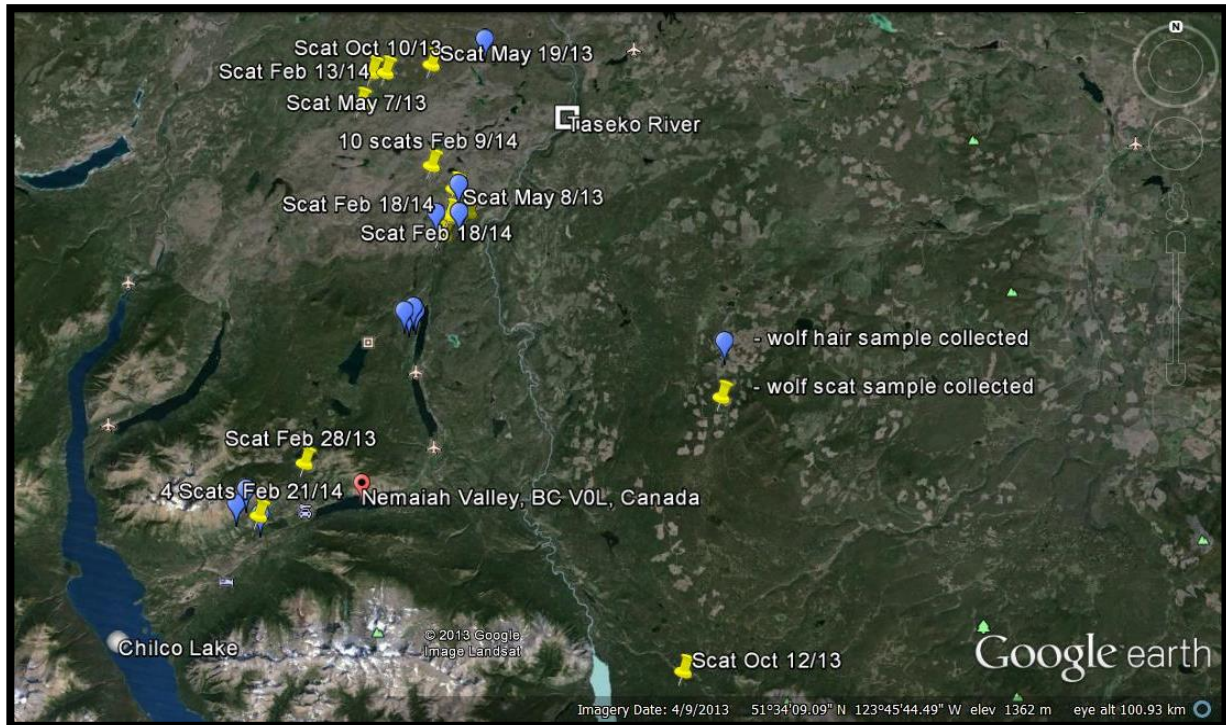 N
Scat Oct 10/13
Scat May 19/13
Scat Feb 13/14
Scat May 7/13
Taseko River
10 scats Feb 9/14
Scat May 8/13
Scat Feb 18/14
Scat Feb 18/14
- wolf hair sample collected
- wolf scat sample collected
Scat Feb 28/13
4 Scats Feb 21/14
Nemaiah Valley, BC V0L, Canada
Chilco Lake
© 2013 Google
Image Landsat
Scat Oct 12/13
Google earth
Imagery Date: 4/9/2013 51°34'09.09" N 123°45'44.49" W elev 1362 m eye alt 100.93 km